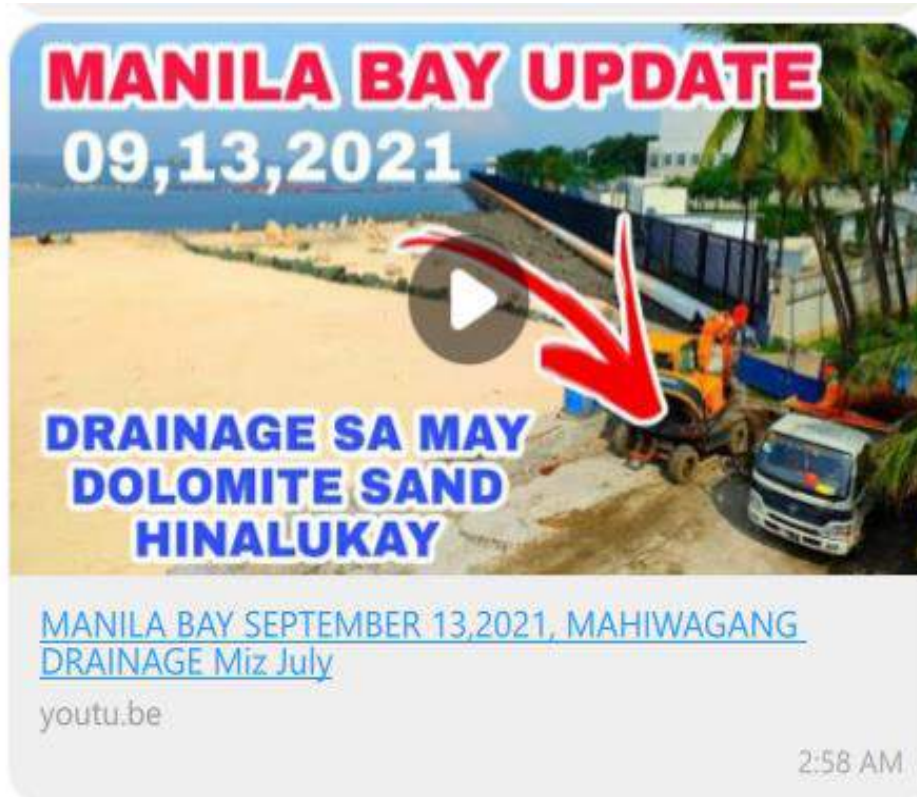 MANILA BAY UPDATE
09,13,2021
DRAINAGE SA MAY
DOLOMITE SAND
HINALUKAY
MANILA BAY SEPTEMBER 13,2021, MAHIWAGANG
DRAINAGE Miz July
youtu.be
2:58 AM